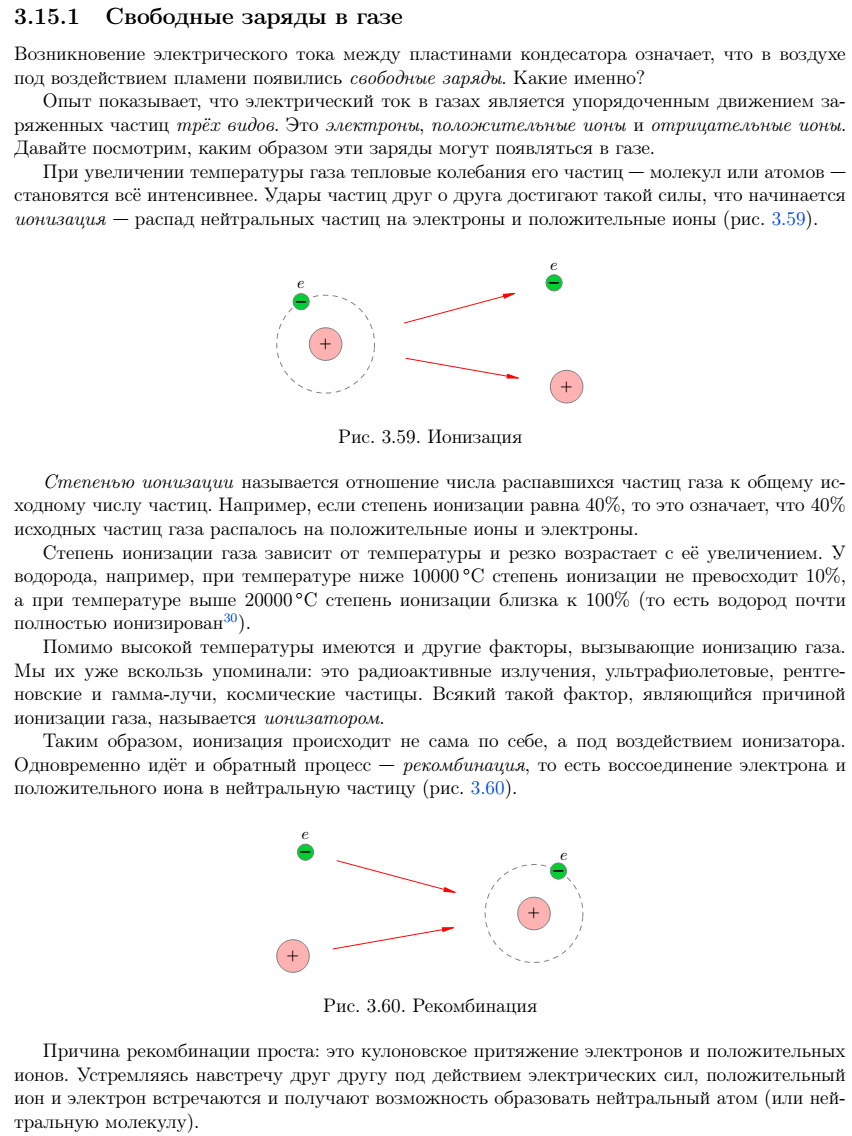 3.15.1 Свободные заряды в газе
Возникновение электрического тока между пластинами кондесатора означает, что в воздухе
под воздействием пламени появились свободные заряды. Какие именно?
Опыт показывает, что электрический ток в газах является упорядоченным движением за-
ряженных частиц трёх видов. Это электроны, положительные ионы и отрицательные ионы.
Давайте посмотрим, каким образом эти заряды могут появляться в газе.
При увеличении температуры газа тепловые колебания его частиц — молекул или атомов —
становятся всё интенсивнее. Удары частиц друг о друга достигают такой силы, что начинается
ионизация — распад нейтральных частиц на электроны и положительные ионы (рис. 3.59).
e
e
−
−
+
+
Рис. 3.59. Ионизация
Степенью ионизации называется отношение числа распавшихся частиц газа к общему ис-
ходному числу частиц. Например, если степень ионизации равна 40%, то это означает, что 40%
исходных частиц газа распалось на положительные ионы и электроны.
Степень ионизации газа зависит от температуры и резко возрастает с её увеличением. У
водорода, например, при температуре ниже 10000 °C степень ионизации не превосходит 10%,
а при температуре выше 20000 °C степень ионизации близка к 100% (то есть водород почти
полностью ионизирован30).
Помимо высокой температуры имеются и другие факторы, вызывающие ионизацию газа.
Мы их уже вскользь упоминали: это радиоактивные излучения, ультрафиолетовые, рентге-
новские и гамма-лучи, космические частицы. Всякий такой фактор, являющийся причиной
ионизации газа, называется ионизатором.
Таким образом, ионизация происходит не сама по себе, а под воздействием ионизатора.
Одновременно идёт и обратный процесс — рекомбинация, то есть воссоединение электрона и
положительного иона в нейтральную частицу (рис. 3.60).
e
−
e
−
+
+
Рис. 3.60. Рекомбинация
Причина рекомбинации проста: это кулоновское притяжение электронов и положительных
ионов. Устремляясь навстречу друг другу под действием электрических сил, положительный
ион и электрон встречаются и получают возможность образовать нейтральный атом (или ней-
тральную молекулу).